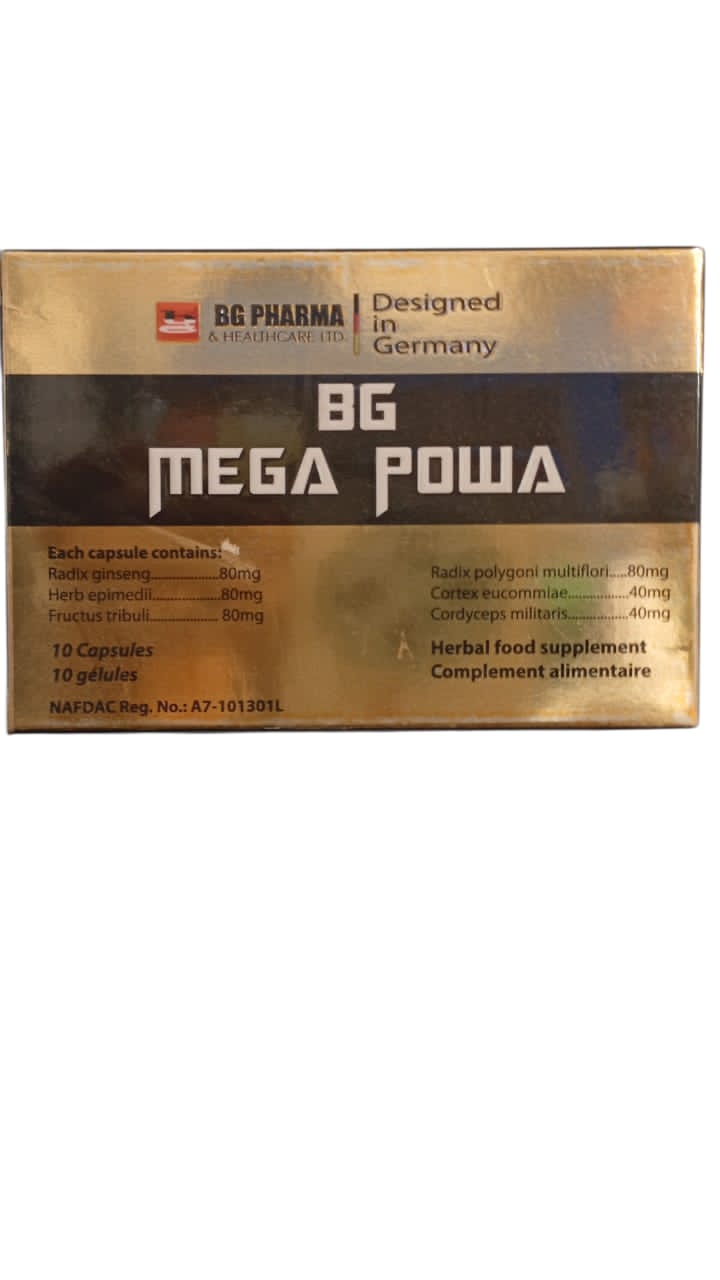 BG PHARMA
& HEALTHCARE LTD.
Designed
in
Germany
BG
MEGA POWA
Each capsule contains:
Radix ginseng..................80mg
Herb epimedii...................80mg
Fructus tribuli................... 80mg
Radix polygoni multiflori.....80mg
Cortex eucommiae................40mg
Cordyceps militaris................40mg
10 Capsules
10 gélules
Herbal food supplement
Complement alimentaire
NAFDAC Reg. No.: A7-101301L